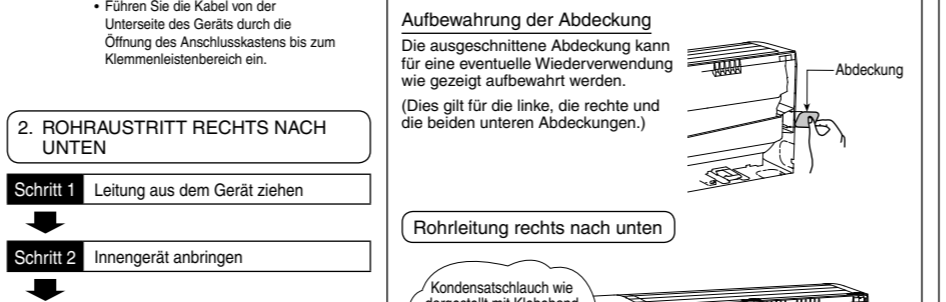 • Führen Sie die Kabel von der
Unterseite des Geräts durch die
Öffnung des Anschlusskastens bis zum
Klemmenleistenbereich ein.
2. ROHRAUSTRITT RECHTS NACH
UNTEN
Schritt 1 Leitung aus dem Gerät ziehen
Schritt 2 Innengerät anbringen
Aufbewahrung der Abdeckung
Die ausgeschnittene Abdeckung kann
für eine eventuelle Wiederverwendung
wie gezeigt aufbewahrt werden.
(Dies gilt für die linke, die rechte und
die beiden unteren Abdeckungen.)
Abdeckung
Rohrleitung rechts nach unten
Kondensatschlauch wie
dargestellt mit Klebeband